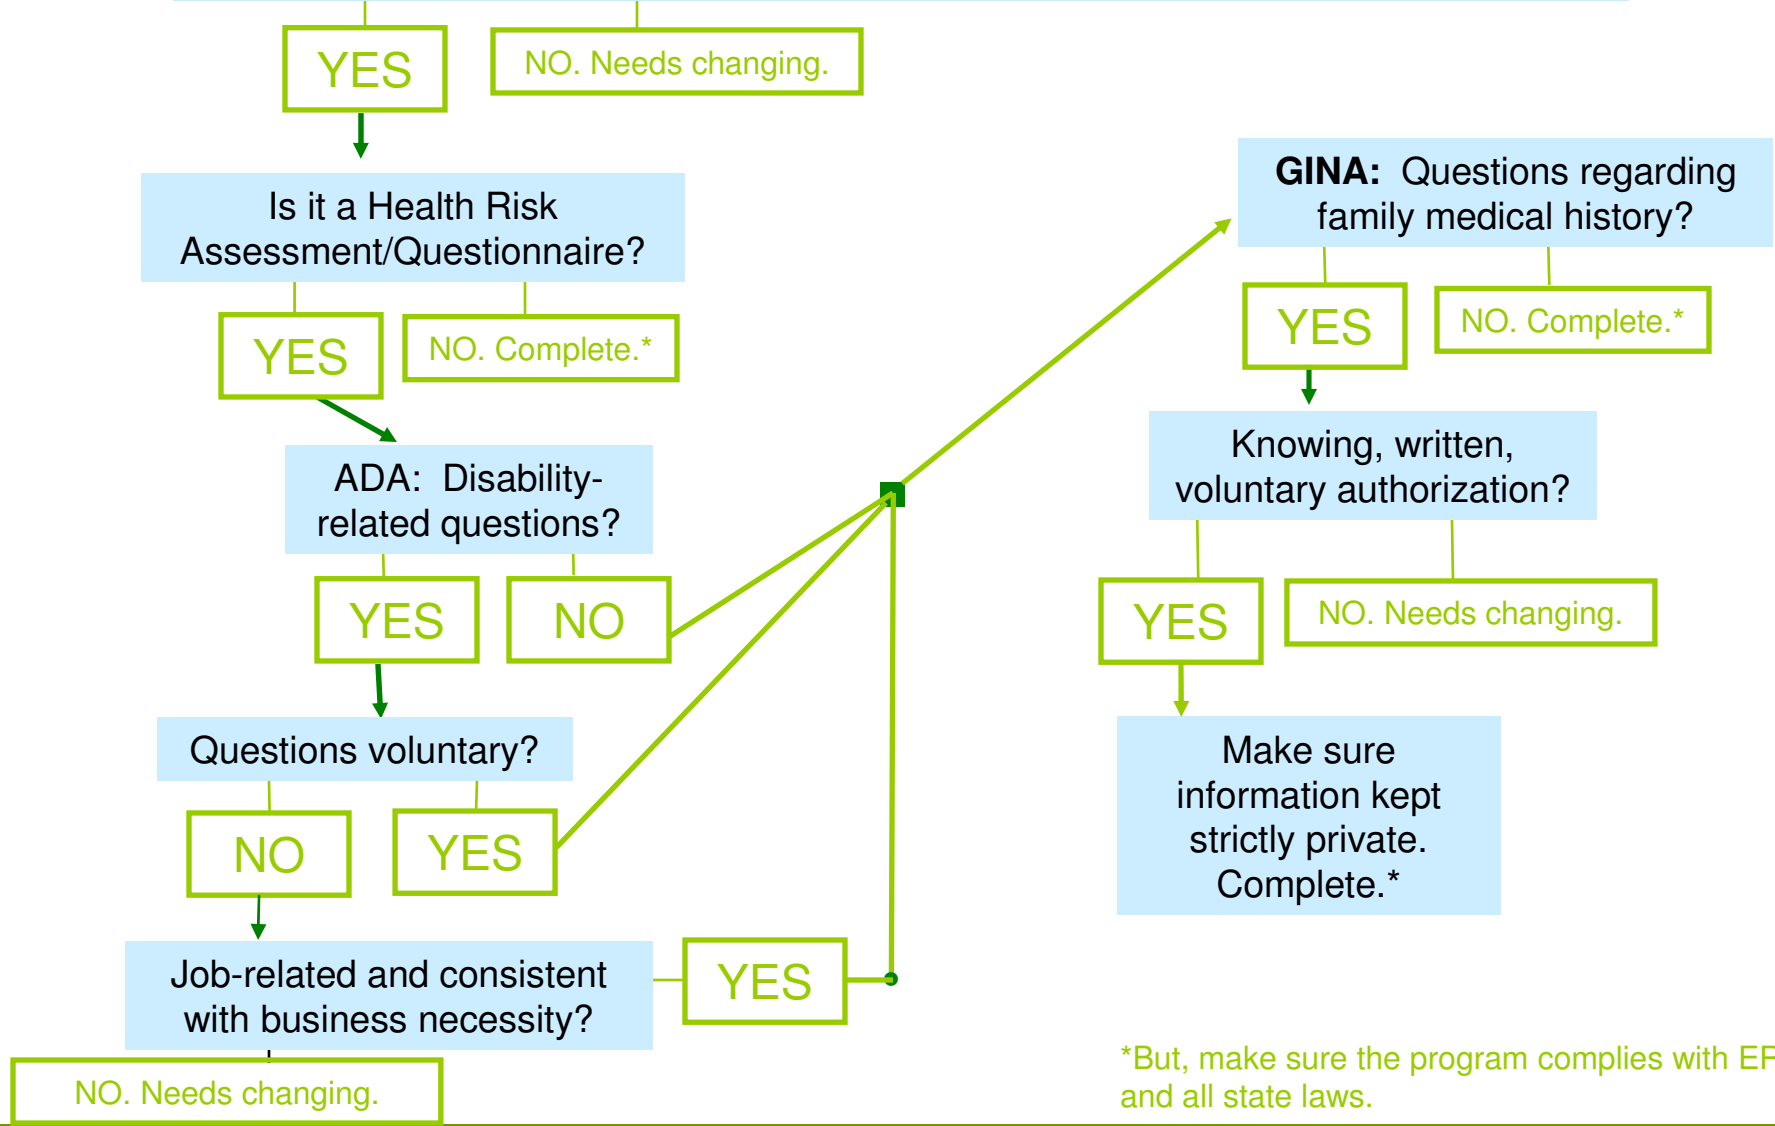 YES
NO. Needs changing.
Is it a Health Risk
Assessment/Questionnaire?
YES
NO. Complete.*
ADA: Disability-
related questions?
YES
NO
Questions voluntary?
NO
YES
Job-related and consistent
with business necessity?
YES
NO. Needs changing.
GINA: Questions regarding
family medical history?
YES
NO. Complete.*
Knowing, written,
voluntary authorization?
YES
NO. Needs changing.
Make sure
information kept
strictly private.
Complete.*
*But, make sure the program complies with
and all state laws.